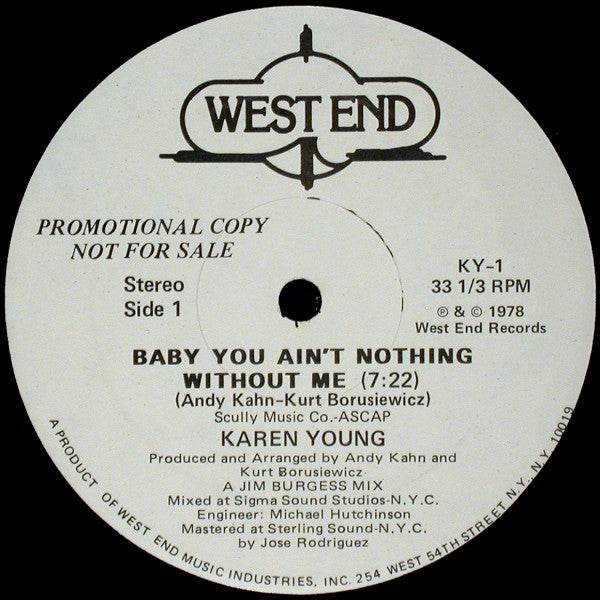 WEST END
PROMOTIONAL COPY
NOT FOR SALE
Stereo
Side 1
KY-1
33 1/3 RPM
℗ & © 1978
West End Records
BABY YOU AIN'T NOTHING
WITHOUT ME (7:22)
(Andy Kahn-Kurt Borusiewicz)
Scully Music Co.-ASCAP
KAREN YOUNG
Produced and Arranged by Andy Kahn and
Kurt Borusiewicz
A JIM BURGESS MIX
Mixed at Sigma Sound Studios-N.Y.C.
Engineer: Michael Hutchinson
Mastered at Sterling Sound-N.Y.C.
by Jose Rodriguez
A PRODUCT OF WEST END MUSIC INDUSTRIES, INC. 254 WEST 54TH STREET N.Y., N.Y. 10019